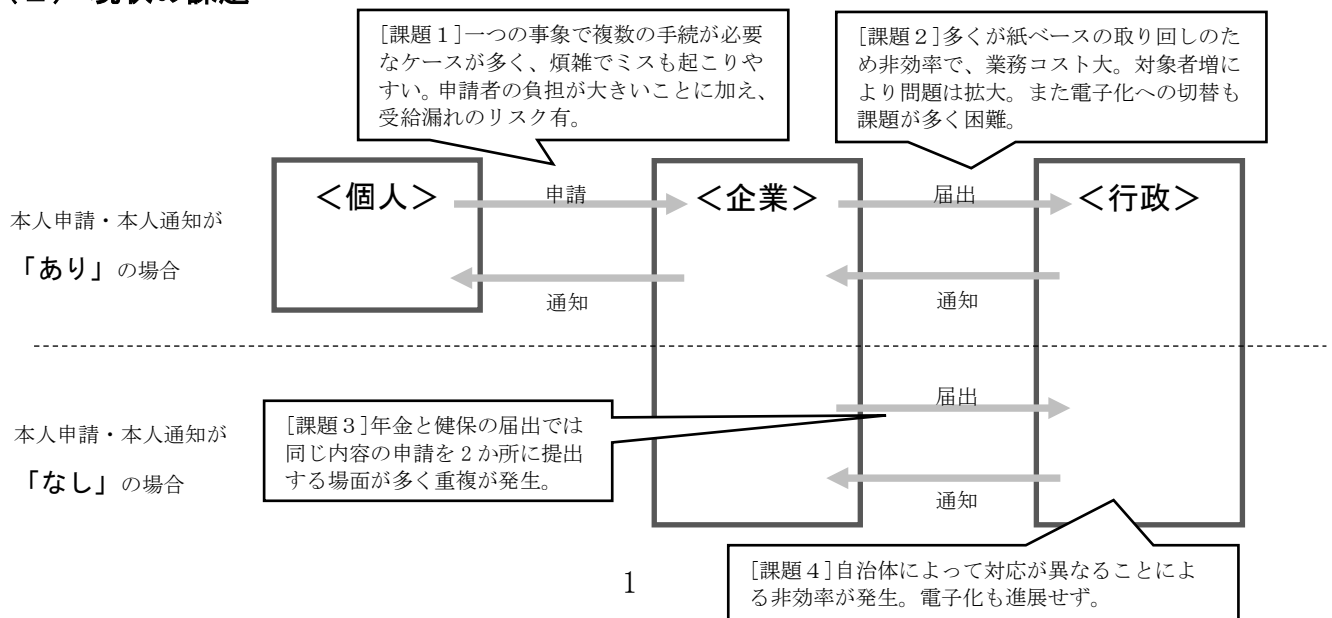 [課題１]一つの事象で複数の手続が必要
なケースが多く、煩雑でミスも起こりや
すい。申請者の負担が大きいことに加え、
受給漏れのリスク有。
[課題２]多くが紙ベースの取り回しのた
め非効率で、業務コスト大。対象者増に
より問題は拡大。また電子化への切替も
課題が多く困難。
＜個人＞
申請
＜企業＞
届出
＜行政＞
本人申請・本人通知が
「あり」の場合
通知
通知
届出
[課題３]年金と健保の届出では
同じ内容の申請を２か所に提出
する場面が多く重複が発生。
本人申請・本人通知が
「なし」の場合
通知
[課題４]自治体によって対応が異なることによ
る非効率が発生。電子化も進展せず。
1